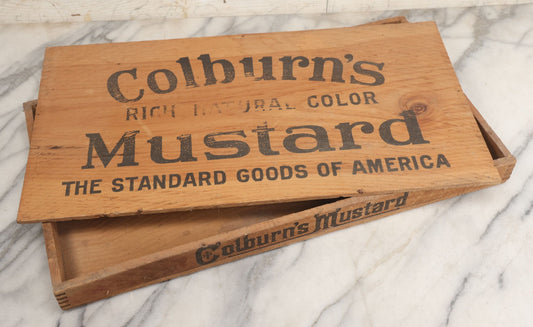 Colburn's
RICH NATURAL COLOR
Mustard
THE STANDARD GOODS OF AMERICA
Colburn's Mustard